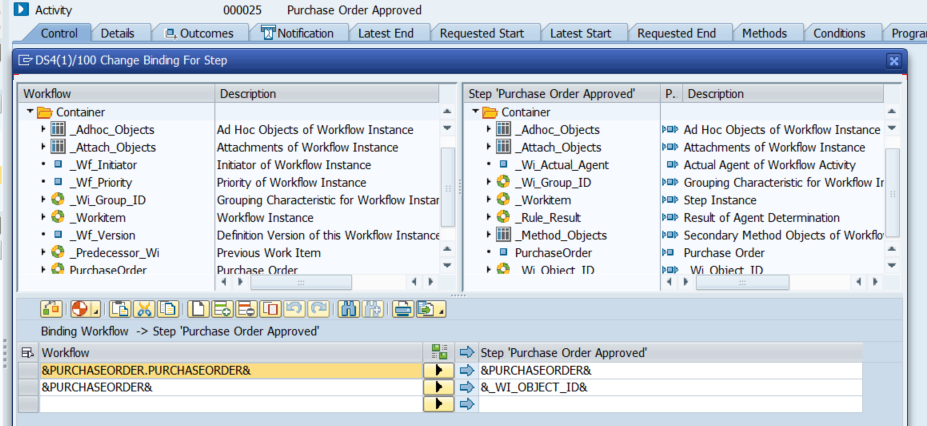 Activity 000025 Purchase Order Approved
Control Details Outcomes Notification Latest End Requested Start Latest Start Requested End Methods Conditions Progra
DS4(1)/100 Change Binding For Step
Workflow Description Step 'Purchase Order Approved' P.. Description
Container Container
_Adhoc_Objects Ad Hoc Objects of Workflow Instance _Adhoc_Objects Ad Hoc Objects of Workflow Instance
_Attach_Objects Attachments of Workflow Instance _Attach_Objects Attachments of Workflow Instance
_Wf_Initiator Initiator of Workflow Instance _Wi_Actual_Agent Actual Agent of Workflow Activity
_Wf_Priority Priority of Workflow Instance _Wi_Group_ID Grouping Characteristic for Workflow Ir
_Wi_Group_ID Grouping Characteristic for Workflow Instar _Workitem Step Instance
_Workitem Workflow Instance _Rule_Result Result of Agent Determination
_Wf_Version Definition Version of this Workflow Instance _Method_Objects Secondary Method Objects of Workflo
_Predecessor_Wi Previous Work Item PurchaseOrder Purchase Order
PurchaseOrder Purchase Order _Wi_Object_ID _Wi_Object_ID
Binding Workflow -> Step 'Purchase Order Approved'
Workflow Step 'Purchase Order Approved'
&PURCHASEORDER.PURCHASEORDER& &PURCHASEORDER&
&PURCHASEORDER& &_WI_OBJECT_ID&